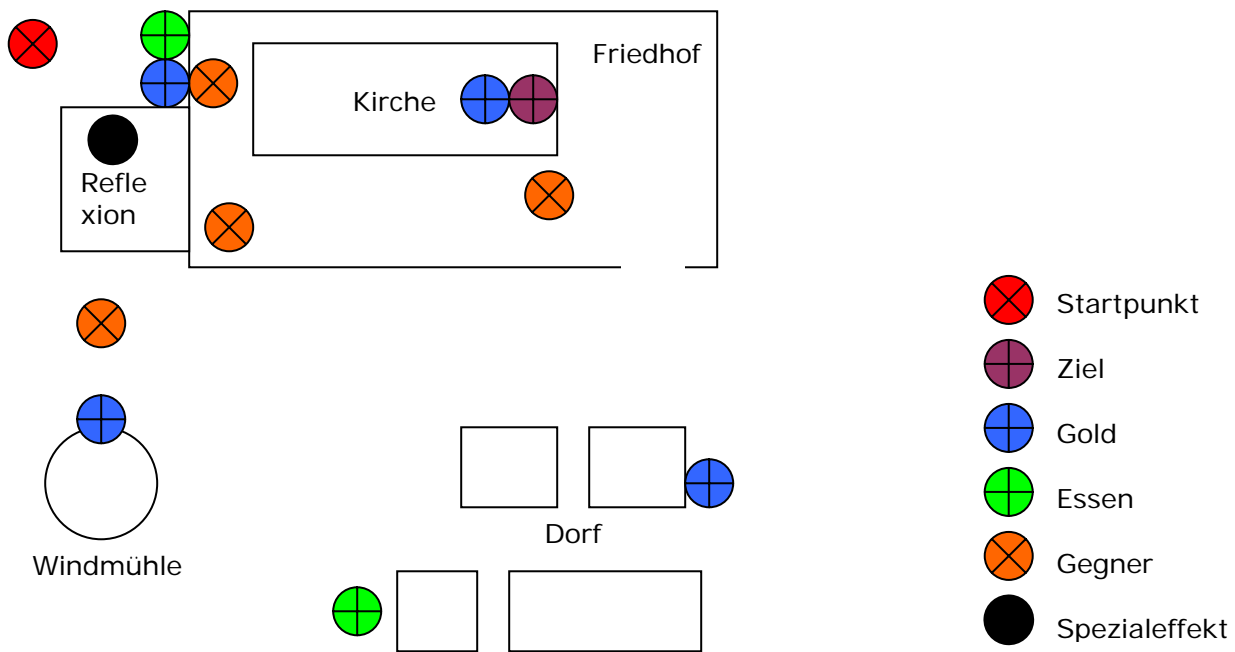 Friedhof
Kirche
Refle
xion
Windmühle
Dorf
Startpunkt
Ziel
Gold
Essen
Gegner
Spezialeffekt